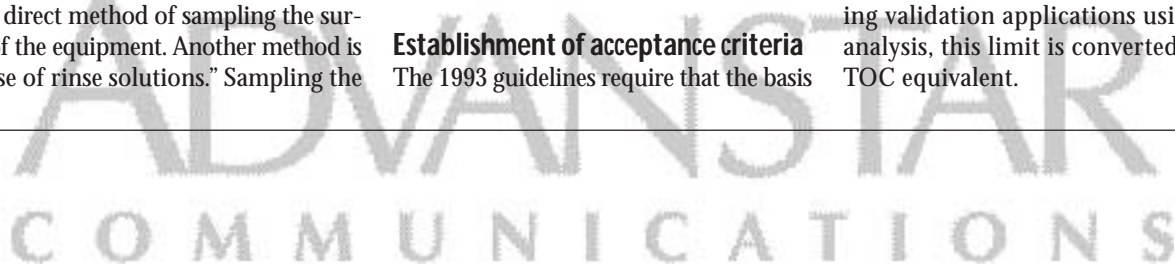 direct method of sampling the sur-
of the equipment. Another method is
se of rinse solutions." Sampling the
Establishment of acceptance criteria
The 1993 guidelines require that the basis
ing validation applications usi
analysis, this limit is converted
TOC equivalent.
ADVANSTAR
COMMUNICATIONS